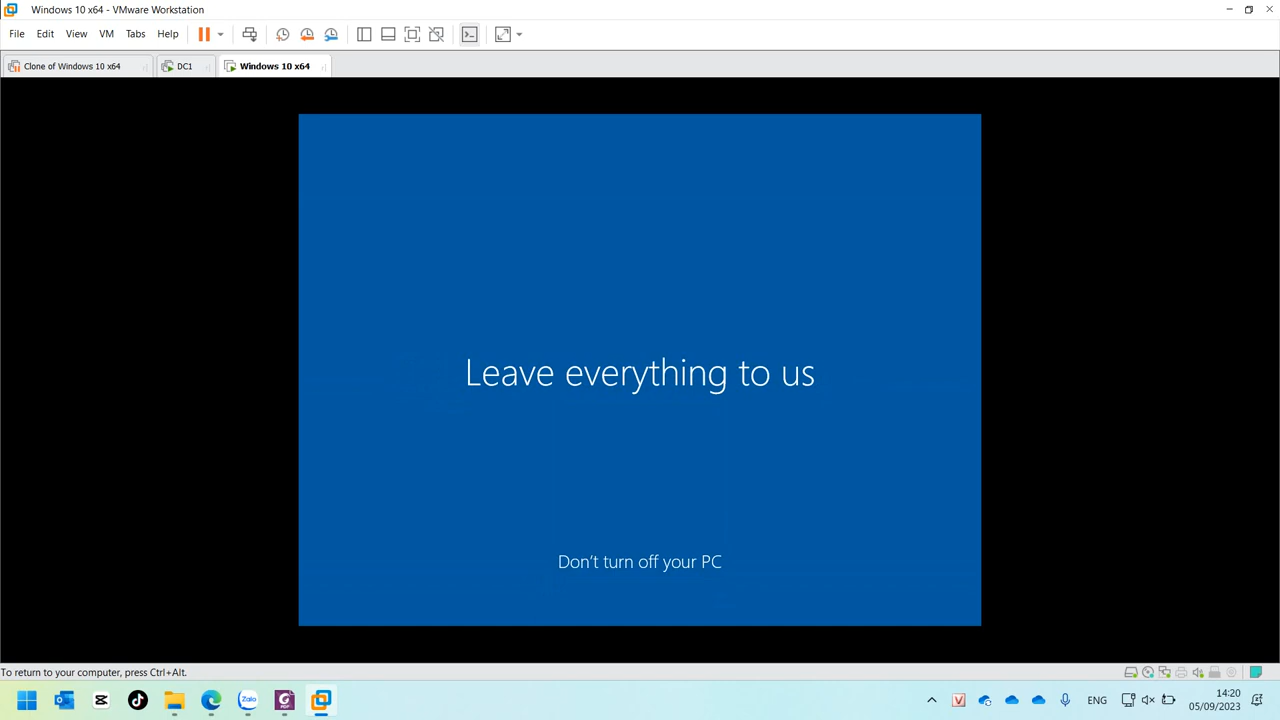 Windows 10 x64 - VMware Workstation
File Edit View VM Tabs Help
Clone of Windows 10 x64 DC1 Windows 10 x64
Leave everything to us
Don't turn off your PC
To return to your computer, press Ctrl+Alt.
Zalo PDF V ENG 14:20
05/09/2023